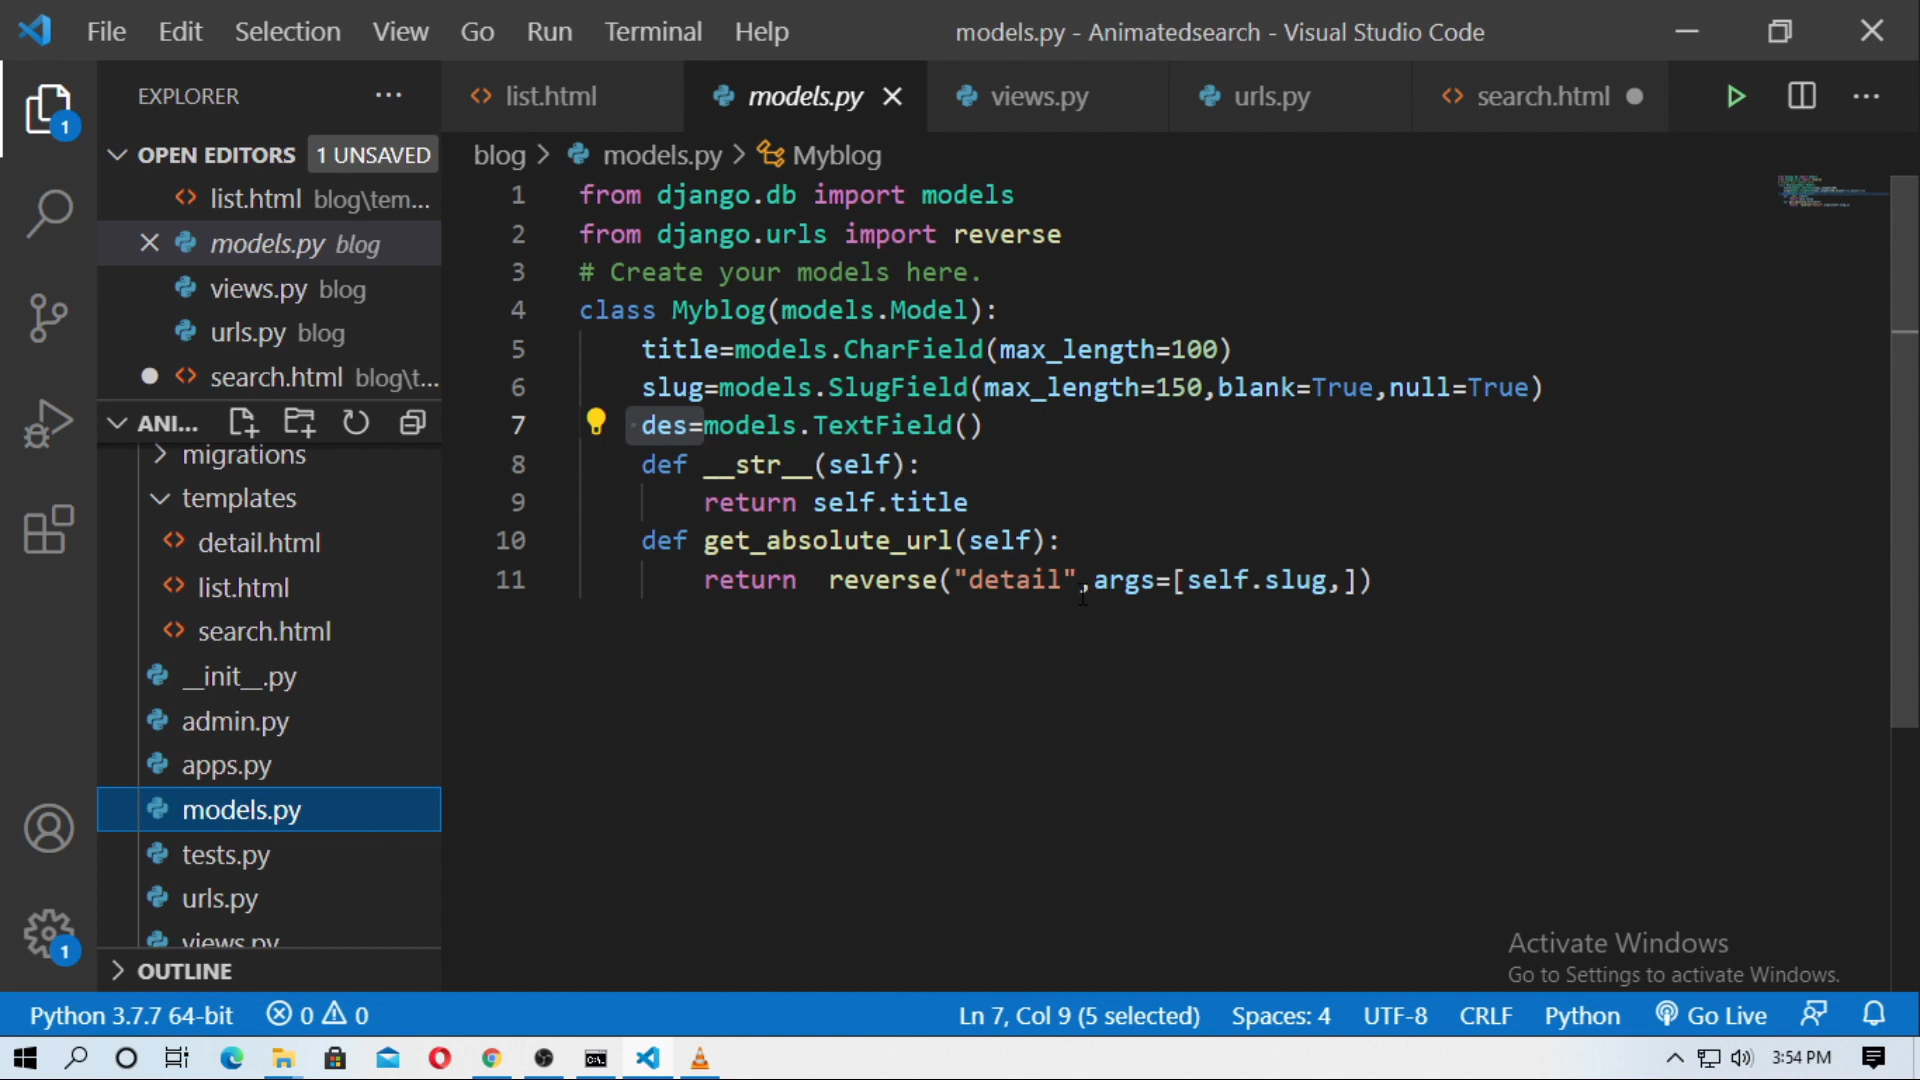 File Edit Selection View Go Run Terminal Help models.py - Animatedsearch - Visual Studio Code
EXPLORER ... list.html models.py views.py urls.py search.html ...
1
OPEN EDITORS 1 UNSAVED
blog > models.py > Myblog
list.html blog\tem...
models.py blog
views.py blog
urls.py blog
search.html blog\t...
ANI...
migrations
templates
detail.html
list.html
search.html
__init__.py
admin.py
apps.py
models.py
tests.py
urls.py
views.py
OUTLINE
1
1 from django.db import models
2 from django.urls import reverse
3 # Create your models here.
4 class Myblog(models.Model):
5 title=models.CharField(max_length=100)
6 slug=models.SlugField(max_length=150,blank=True,null=True)
7 des=models.TextField()
8 def __str__(self):
9 return self.title
10 def get_absolute_url(self):
11 return  reverse("detail",args=[self.slug,])
Activate Windows
Go to Settings to activate Windows.
Python 3.7.7 64-bit 0 0 Ln 7, Col 9 (5 selected) Spaces: 4 UTF-8 CRLF Python Go Live
3:54 PM